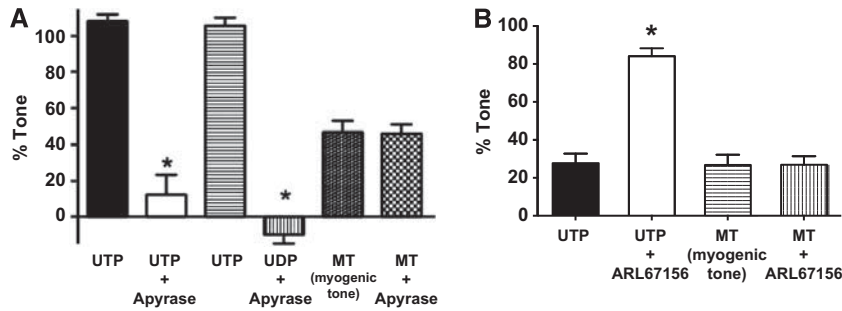 A
% Tone
100
80
60
40
20
0
*
*
UTP
UTP
+
Apyrase
UTP
UDP
+
Apyrase
MT
(myogenic
tone)
MT
+
Apyrase
B
% Tone
100
80
60
40
20
0
*
UTP
UTP
+
ARL67156
MT
(myogenic
tone)
MT
+
ARL67156